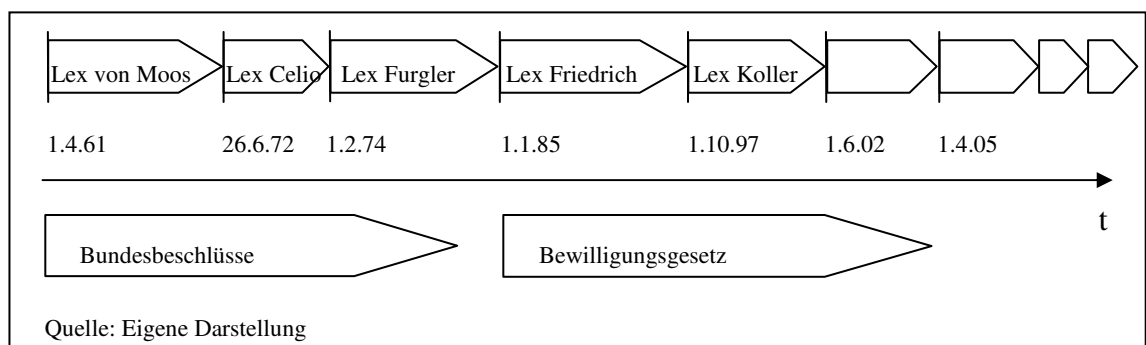 Lex von Moos Lex Celio Lex Furgler Lex Friedrich Lex Koller
1.4.61 26.6.72 1.2.74 1.1.85 1.10.97 1.6.02 1.4.05
t
Bundesbeschlüsse Bewilligungsgesetz
Quelle: Eigene Darstellung